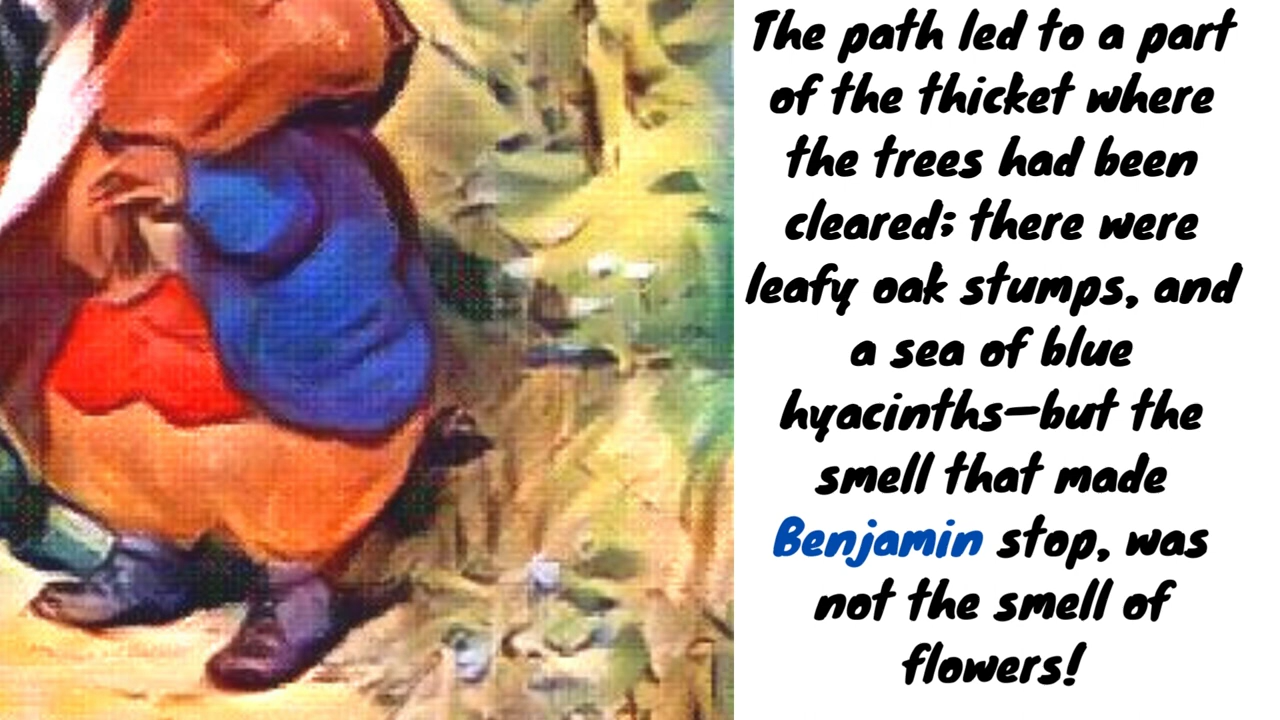 The path led to a part
of the thicket where
the trees had been
cleared; there were
leafy oak stumps, and
a sea of blue
hyacinths—but the
smell that made
Benjamin stop, was
not the smell of
flowers!